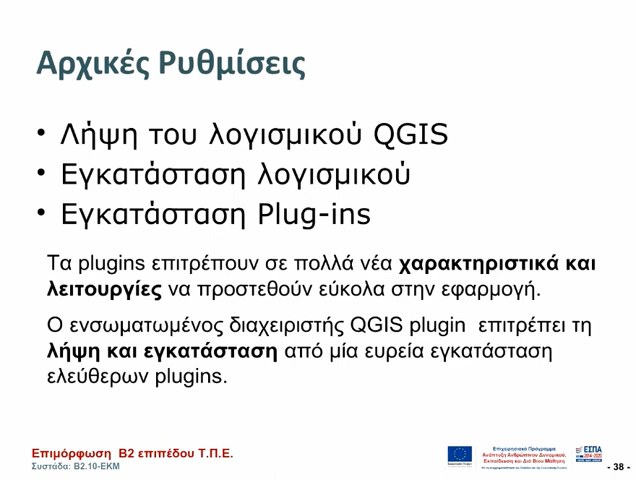 Αρχικές Ρυθμίσεις
• Λήψη του λογισμικού QGIS
• Εγκατάσταση λογισμικού
• Εγκατάσταση Plug-ins
Τα plugins επιτρέπουν σε πολλά νέα χαρακτηριστικά και
λειτουργίες να προστεθούν εύκολα στην εφαρμογή.
Ο ενσωματωμένος διαχειριστής QGIS plugin επιτρέπει τη
λήψη και εγκατάσταση από μία ευρεία εγκατάσταση
ελεύθερων plugins.
Επιμόρφωση Β2 επιπέδου Τ.Π.Ε.
Συστάδα: Β2.10-ΕΚΜ
Επιχειρησιακό Πρόγραμμα
Ανάπτυξη Ανθρώπινου Δυναμικού,
Εκπαίδευση και Διά Βίου Μάθηση
ΕΣΠΑ
2014-2020
- 38 -